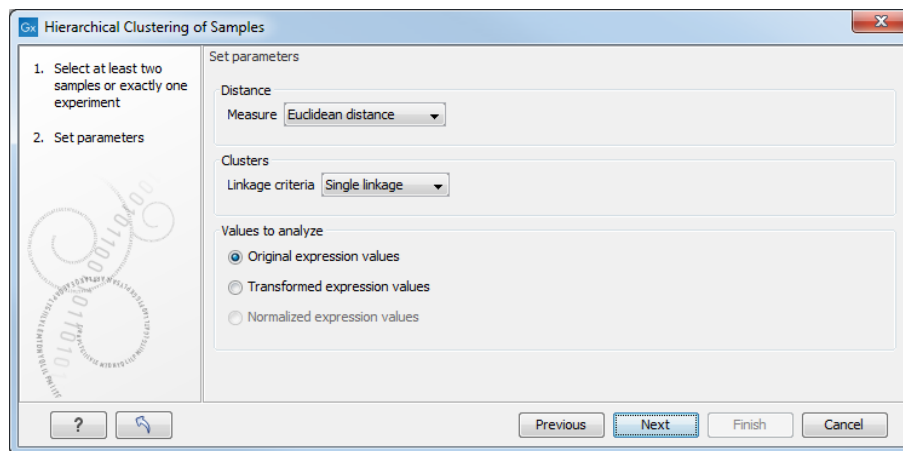 Gx Hierarchical Clustering of Samples
1. Select at least two
samples or exactly one
experiment
2. Set parameters
Set parameters
Distance
Measure Euclidean distance
Clusters
Linkage criteria Single linkage
Values to analyze
Original expression values
Transformed expression values
Normalized expression values
? Previous Next Finish Cancel